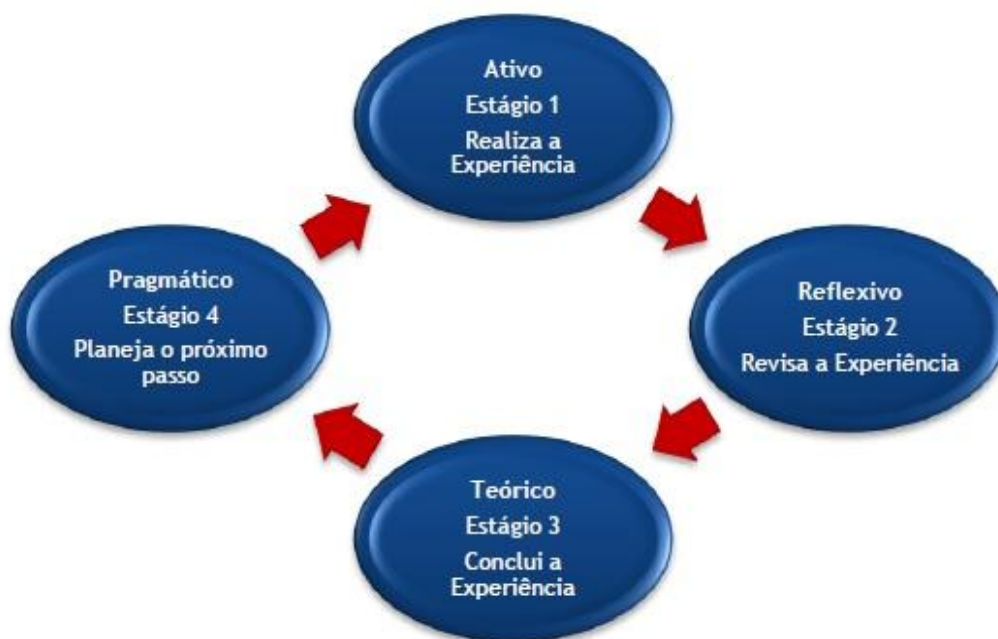 Ativo
Estágio 1
Realiza a
Experiência
Reflexivo
Estágio 2
Revisa a Experiência
Teórico
Estágio 3
Conclui a
Experiência
Pragmático
Estágio 4
Planeja o próximo
passo